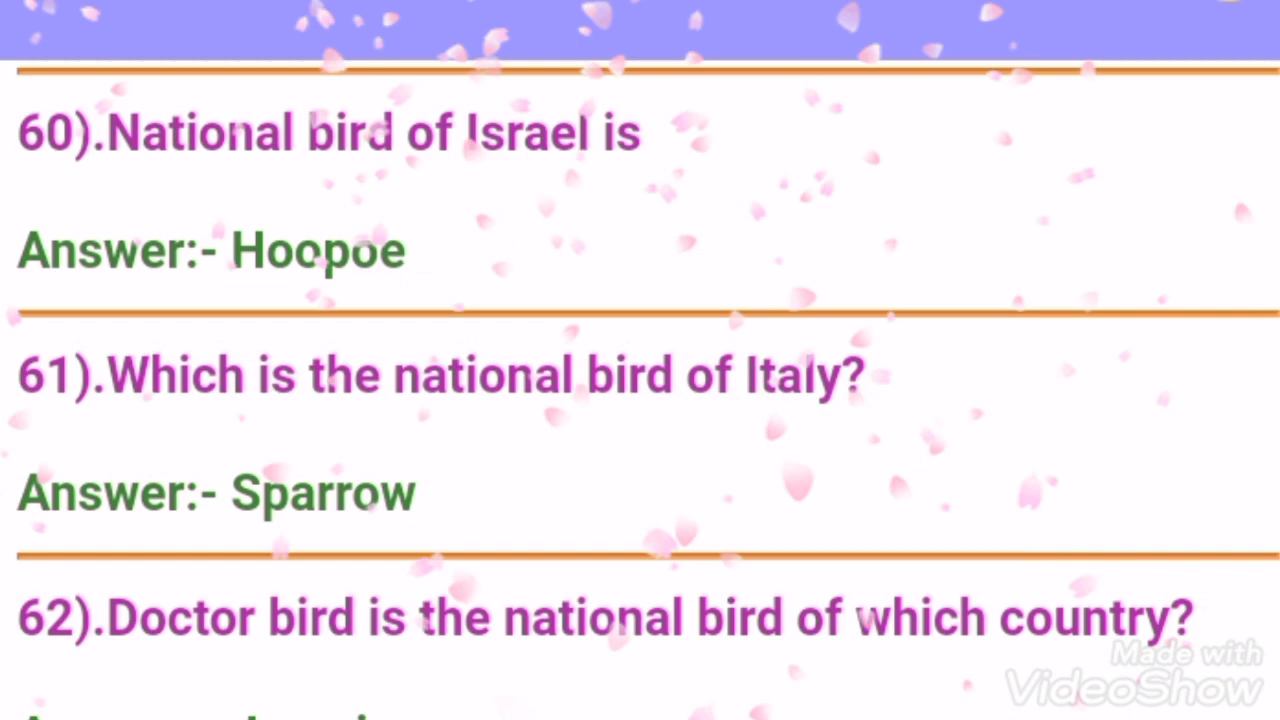 60).National bird of Israel is
Answer:- Hoopoe
61).Which is the national bird of Italy?
Answer:- Sparrow
62).Doctor bird is the national bird of which country?
Made with
VideoShow